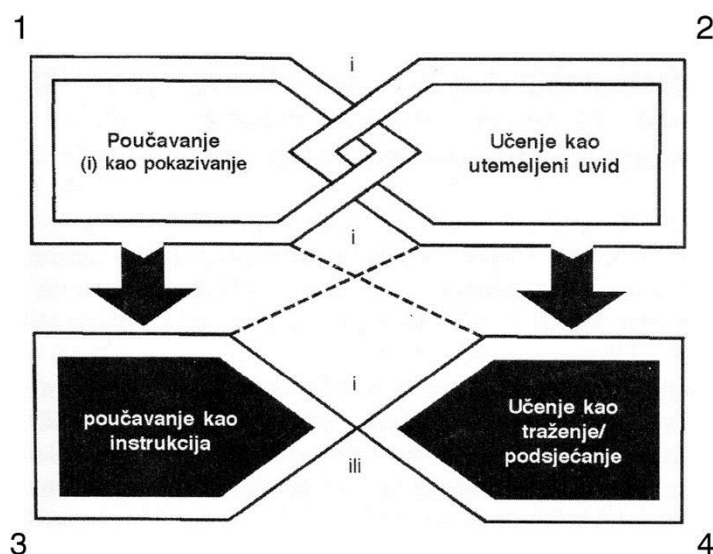 1
2
i
Poučavanje
(i) kao pokazivanje
Učenje kao
utemeljeni uvid
i
i
poučavanje kao
instrukcija
Učenje kao
traženje/
podsjećanje
ili
3
4